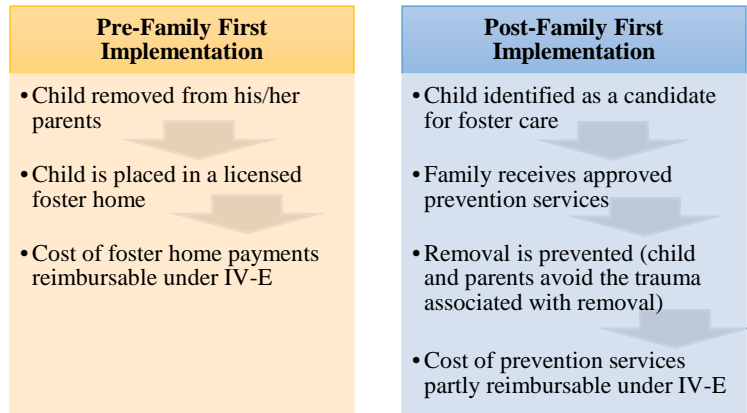 Pre-Family First
Implementation
• Child removed from his/her
parents
• Child is placed in a licensed
foster home
• Cost of foster home payments
reimbursable under IV-E
Post-Family First
Implementation
• Child identified as a candidate
for foster care
• Family receives approved
prevention services
• Removal is prevented (child
and parents avoid the trauma
associated with removal)
• Cost of prevention services
partly reimbursable under IV-E